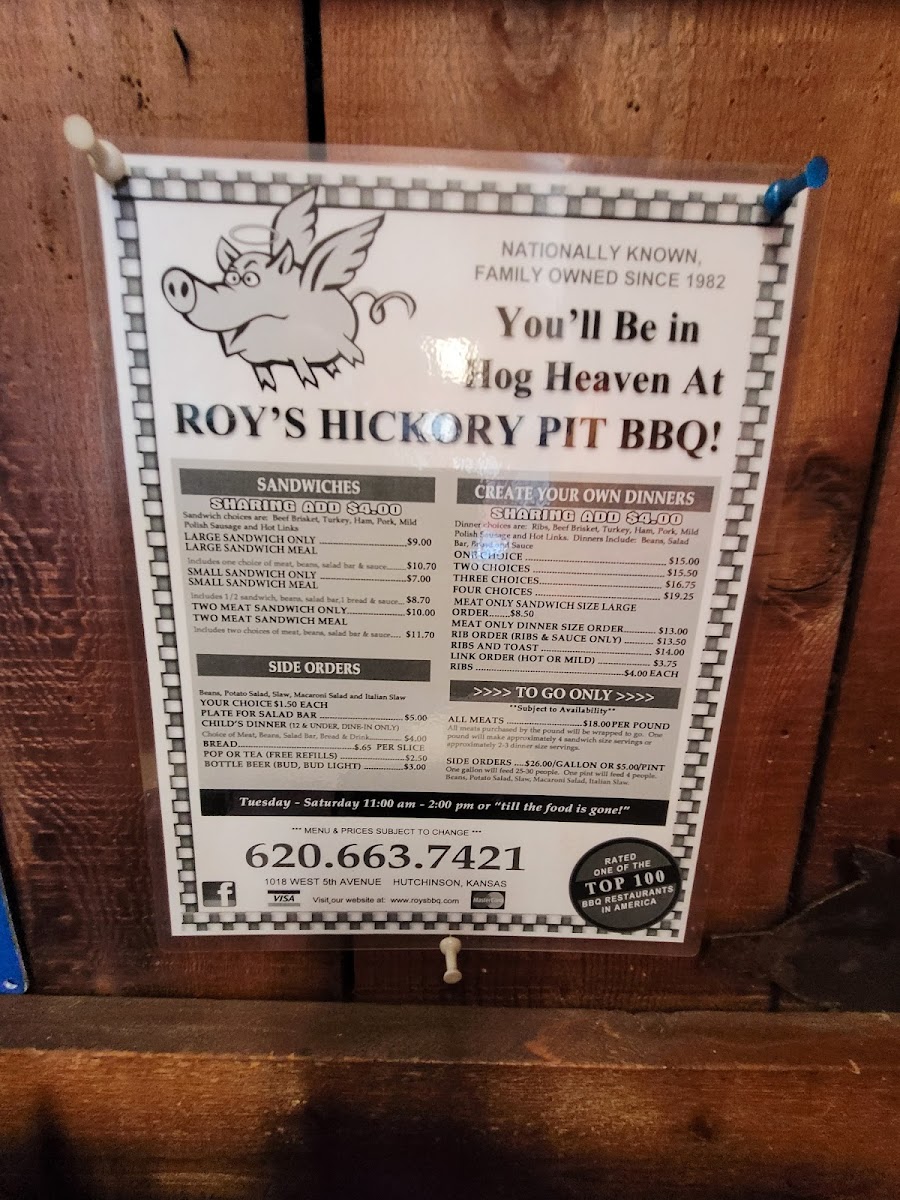 NATIONALLY KNOWN,
FAMILY OWNED SINCE 1982
You'll Be in
Hog Heaven At
ROY'S HICKORY PIT BBQ!
SANDWICHES
SHARING ADD $4.00
Sandwich choices are: Beef Brisket, Turkey, Ham, Pork, Mild
Polish Sausage and Hot Links
LARGE SANDWICH ONLY ........ $9.00
LARGE SANDWICH MEAL
Includes one choice of meat, beans, salad bar & sauce...... $10.70
SMALL SANDWICH ONLY ........ $7.00
SMALL SANDWICH MEAL
Includes 1/2 sandwich, beans, salad bar,1 bread & sauce... $8.70
TWO MEAT SANDWICH ONLY........ $10.00
TWO MEAT SANDWICH MEAL
Includes two choices of meat, beans, salad bar & sauce.... $11.70
SIDE ORDERS
Beans, Potato Salad, Slaw, Macaroni Salad and Italian Slaw
YOUR CHOICE $1.50 EACH
PLATE FOR SALAD BAR ........ $5.00
CHILD'S DINNER (12 & UNDER, DINE-IN ONLY)
Choice of Meat, Beans, Salad Bar, Bread & Drink........ $4.00
BREAD........$.65 PER SLICE
POP OR TEA (FREE REFILLS) ........ $2.50
BOTTLE BEER (BUD, BUD LIGHT) ........ $3.00
CREATE YOUR OWN DINNERS
SHARING ADD $4.00
Dinner choices are: Ribs, Beef Brisket, Turkey, Ham, Pork, Mild
Polish Sausage and Hot Links. Dinners Include: Beans, Salad
Bar, Bread and Sauce
ONE CHOICE ........ $15.00
TWO CHOICES ........ $15.50
THREE CHOICES........ $16.75
FOUR CHOICES ........ $19.25
MEAT ONLY SANDWICH SIZE LARGE
ORDER.......$8.50
MEAT ONLY DINNER SIZE ORDER........ $13.00
RIB ORDER (RIBS & SAUCE ONLY) ........ $13.50
RIBS AND TOAST ........ $14.00
LINK ORDER (HOT OR MILD) ........ $3.75
RIBS ........$4.00 EACH
>>>> TO GO ONLY >>>>
**Subject to Availability**
ALL MEATS ........ $18.00 PER POUND
All meats purchased by the pound will be wrapped to go. One
pound will make approximately 4 sandwich size servings or
approximately 2-3 dinner size servings.
SIDE ORDERS ....$26.00/GALLON OR $5.00/PINT
One gallon will feed 25-30 people. One pint will feed 4 people.
Beans, Potato Salad, Slaw, Macaroni Salad, Italian Slaw.
Tuesday - Saturday 11:00 am - 2:00 pm or "till the food is gone!"
*** MENU & PRICES SUBJECT TO CHANGE ***
620.663.7421
1018 WEST 5th AVENUE HUTCHINSON, KANSAS
f
VISA
Visit our website at: www.roysbbq.com
MasterCard
RATED
ONE OF THE
TOP 100
BBQ RESTAURANTS
IN AMERICA